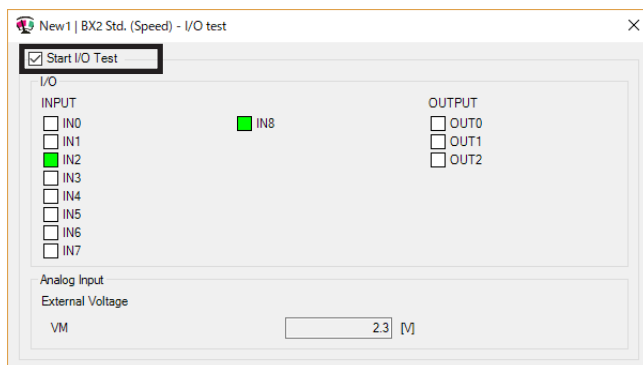 New1 | BX2 Std. (Speed) - I/O test
Start I/O Test
I/O
INPUT OUTPUT
IN0 IN8 OUT0
IN1 OUT1
IN2 OUT2
IN3
IN4
IN5
IN6
IN7
Analog Input
External Voltage
VM 2.3 [V]